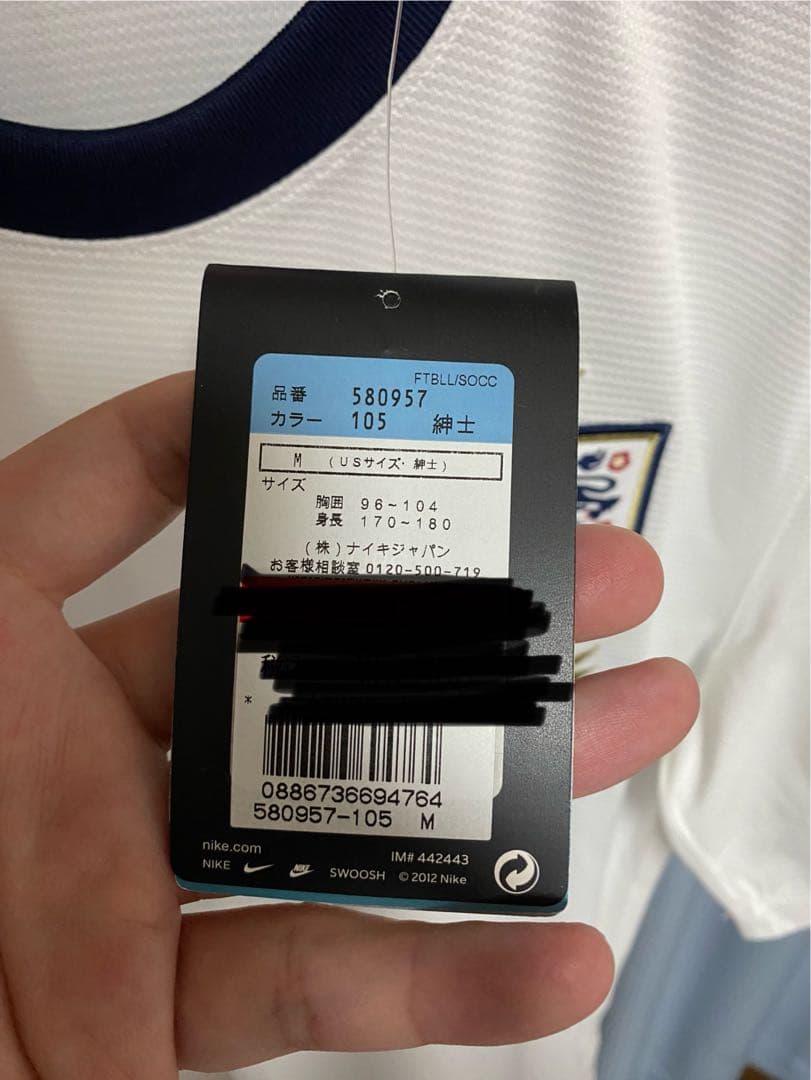 FTBLL/SOCC
品番 580957
カラー 105 紳士
M (USサイズ・紳士)
サイズ
胸囲 96~104
身長 170~180
(株)ナイキジャパン
お客様相談室 0120-500-719
*
0886736694764
580957-105 M
nike.com
IM# 442443
NIKE NIKE SWOOSH © 2012 Nike